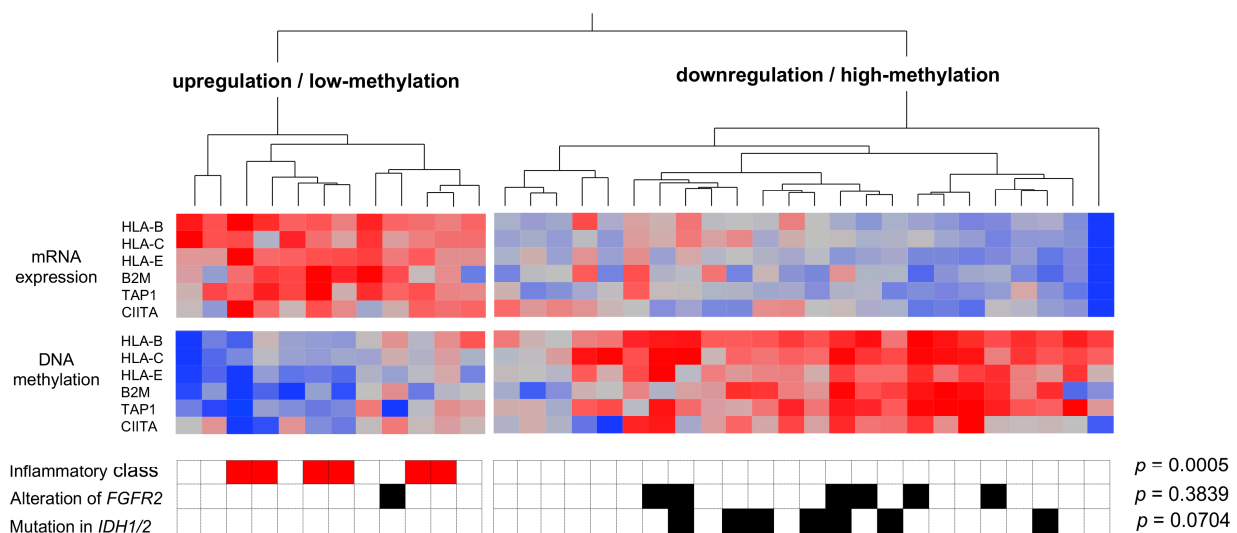 upregulation / low-methylation
downregulation / high-methylation
mRNA
expression
HLA-B
HLA-C
HLA-E
B2M
TAP1
CIITA
DNA
methylation
HLA-B
HLA-C
HLA-E
B2M
TAP1
CIITA
Inflammatory class
p = 0.0005
Alteration of FGFR2
p = 0.3839
Mutation in IDH1/2
p = 0.0704